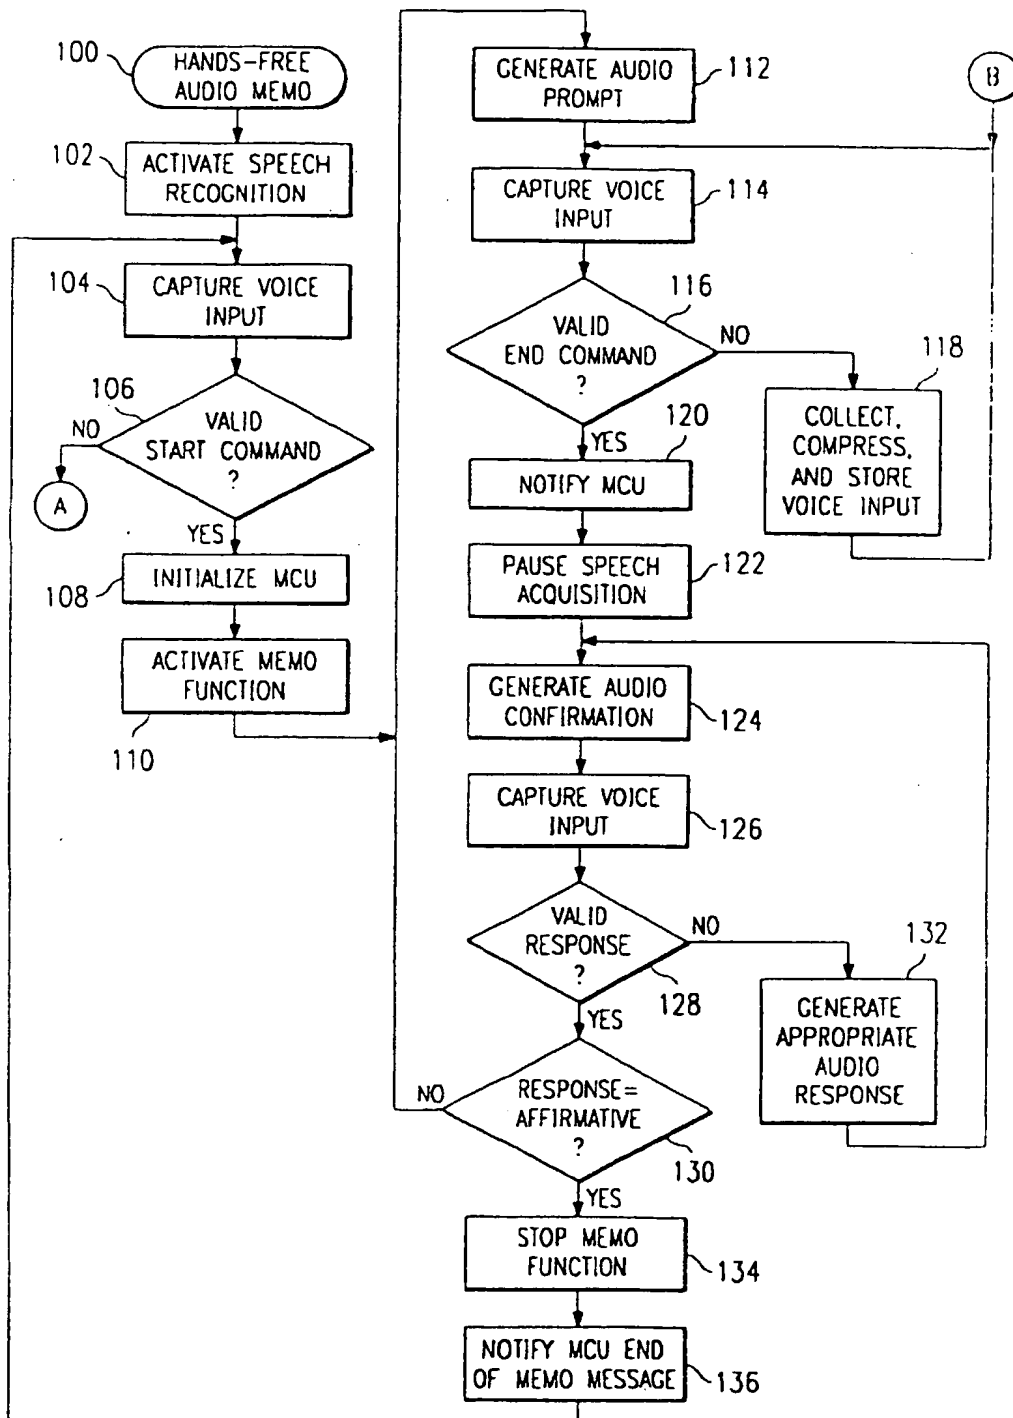 100
HANDS-FREE
AUDIO MEMO
102
ACTIVATE SPEECH
RECOGNITION
104
CAPTURE VOICE
INPUT
106
VALID
START COMMAND
?
NO
A
YES
108
INITIALIZE MCU
ACTIVATE MEMO
FUNCTION
110
GENERATE AUDIO
PROMPT
112
B
CAPTURE VOICE
INPUT
114
116
VALID
END COMMAND
?
NO
118
COLLECT,
COMPRESS,
AND STORE
VOICE INPUT
YES
120
NOTIFY MCU
PAUSE SPEECH
ACQUISITION
122
GENERATE AUDIO
CONFIRMATION
124
CAPTURE VOICE
INPUT
126
VALID
RESPONSE
?
NO
128
132
GENERATE
APPROPRIATE
AUDIO
RESPONSE
YES
NO
RESPONSE=
AFFIRMATIVE
?
130
YES
STOP MEMO
FUNCTION
134
NOTIFY MCU END
OF MEMO MESSAGE
136